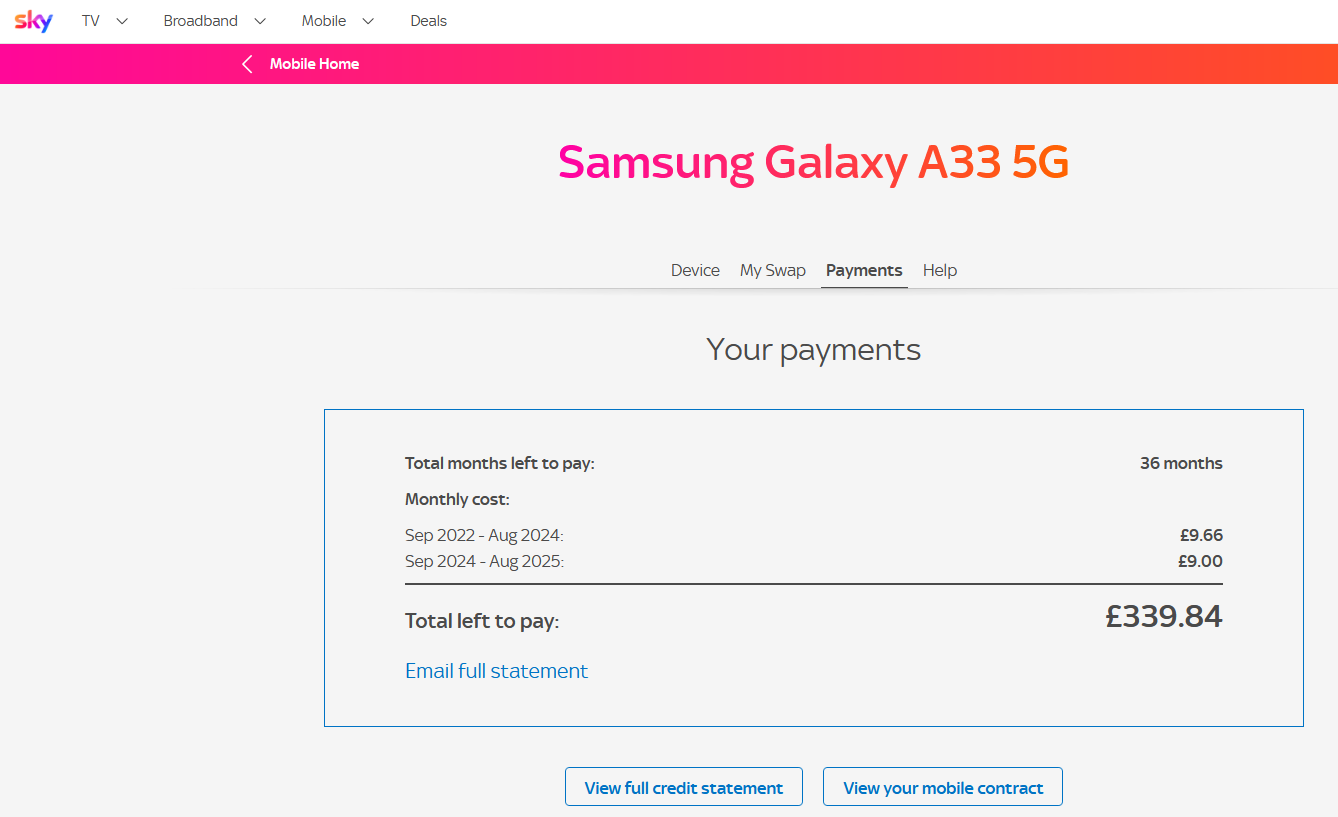 sky TV Broadband Mobile Deals
Mobile Home
Samsung Galaxy A33 5G
Device My Swap Payments Help
Your payments
Total months left to pay: 36 months
Monthly cost:
Sep 2022 - Aug 2024: £9.66
Sep 2024 - Aug 2025: £9.00
Total left to pay: £339.84
Email full statement
View full credit statement View your mobile contract